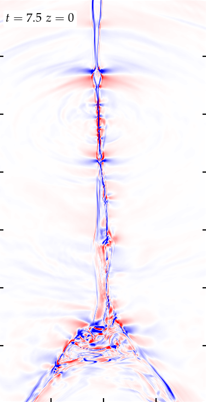 t = 7.5 z = 0